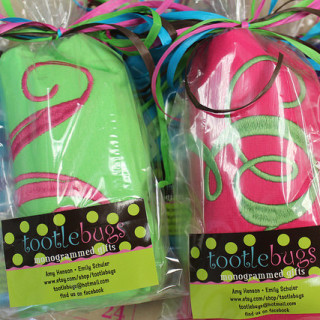 tootlebugs
monogrammed gifts
Amy Henson - Emily Schuler
www.etsy.com/shop/tootlebugs
tootlebugs@hotmail.com
find us on facebook
tootlebugs
monogrammed gifts
Amy Henson - Emily Schuler
www.etsy.com/shop/tootlebugs
tootlebugs@hotmail.com
find us on facebook